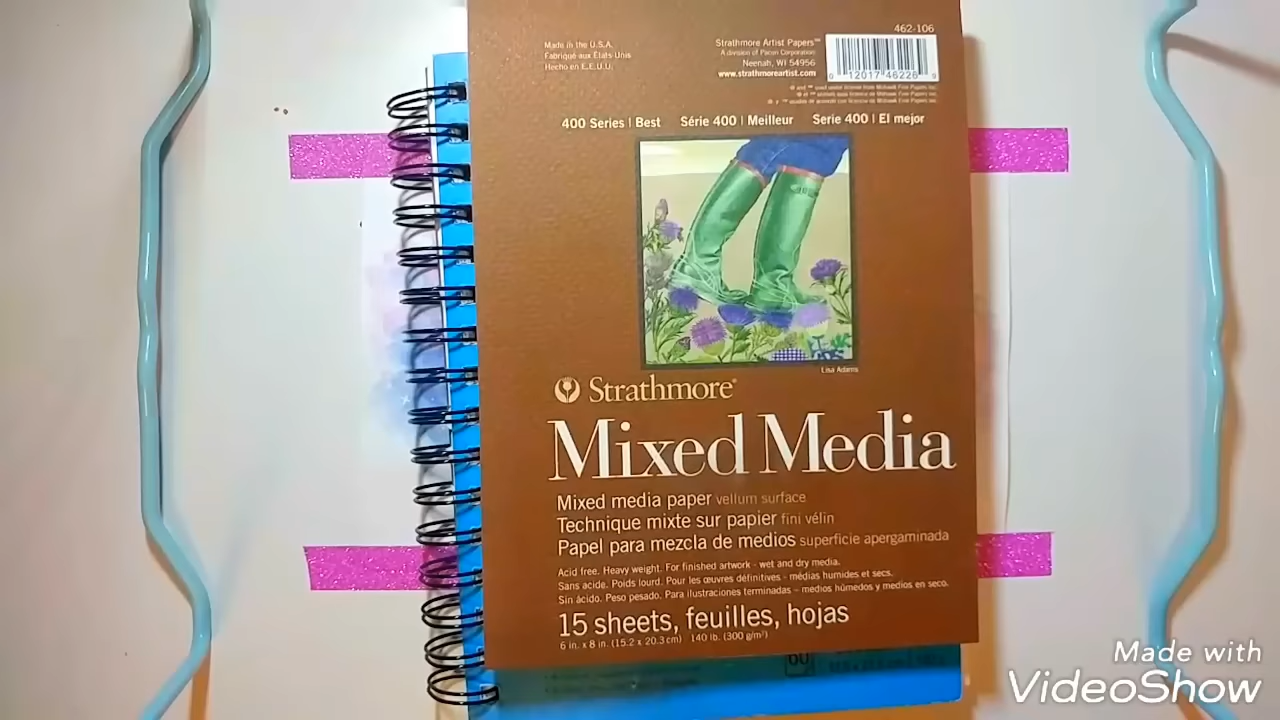 462-106
Made in the U.S.A.
Fabriqué aux États Unis
Hecho en E.E.U.U.
Strathmore Artist Papers™
A division of Pacon Corporation
Neenah, WI 54956
www.strathmoreartist.com
0 12017 46226 9
400 Series | Best Série 400 | Meilleur Serie 400 | El mejor
Lisa Adams
Strathmore®
Mixed Media
Mixed media paper vellum surface
Technique mixte sur papier fini vélin
Papel para mezcla de medios superficie apergaminada
Acid free. Heavy weight. For finished artwork - wet and dry media.
Sans acide. Poids lourd. Pour les œuvres définitives - médias humides et secs.
Sin ácido. Peso pesado. Para ilustraciones terminadas – medios húmedos y medios en seco.
15 sheets, feuilles, hojas
6 in. x 8 in. (15.2 x 20.3 cm) 140 lb. (300 g/m²)
60
Made with
VideoShow